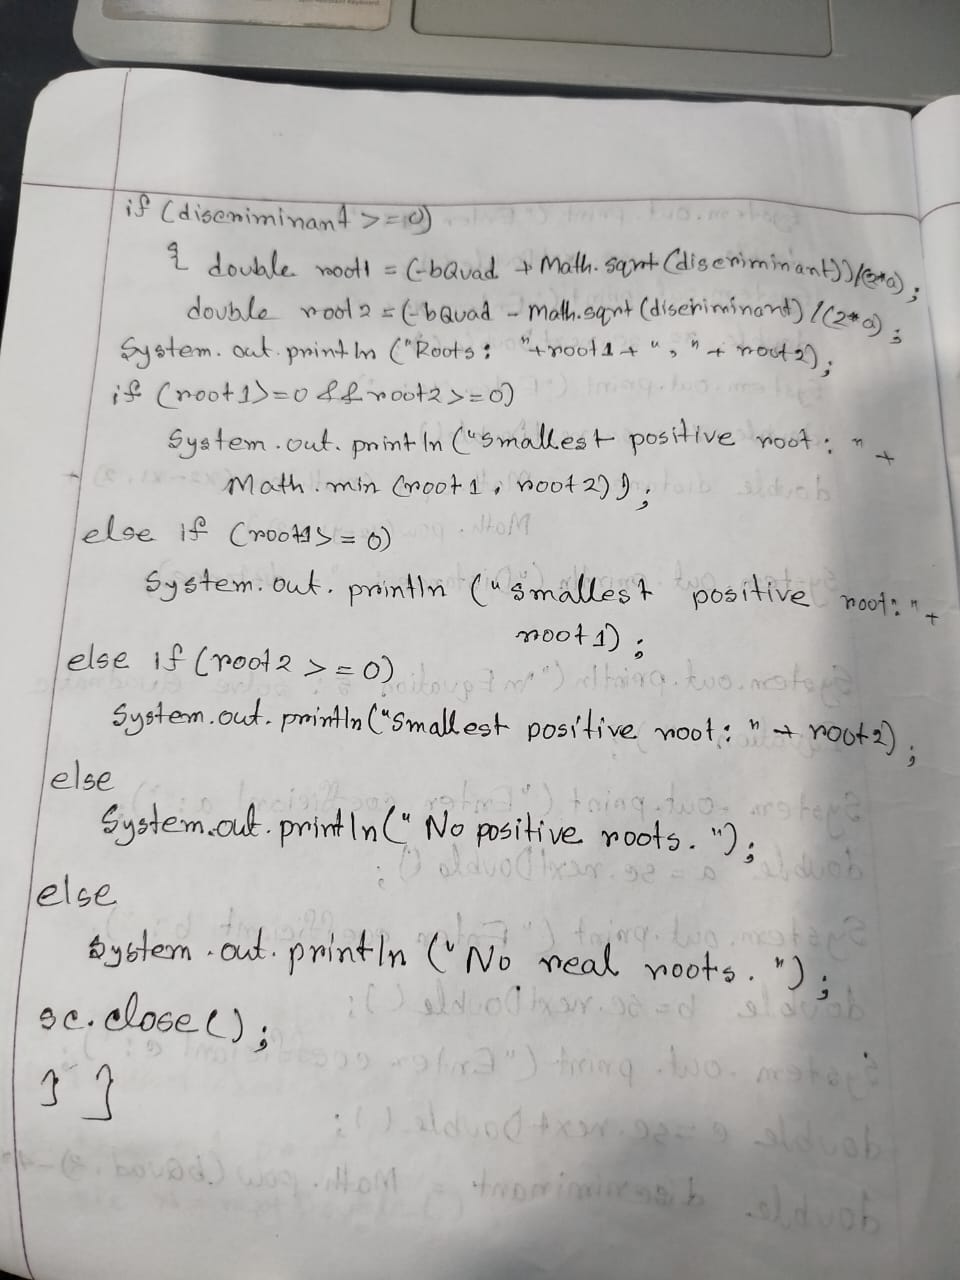 if (discriminant >=0)
{ double root1 = (-bQuad + Math.sqrt (discriminant))/(2*a);
double root2 = (-bQuad - Math.sqrt (discriminant) / (2*a);
System.out.println ("Roots: "+root1+ ", " + root2);
if (root1>=0 && root2>=0)
System.out.println ("smallest positive root: " +
Math.min (root1, root2));
else if (root1>=0)
System.out.println ("smallest positive root: " +
root1);
else if (root2 >=0)
System.out.println("Smallest positive root: " + root2);
else
System.out.println(" No positive roots. ");
else
System.out.println ("No real roots. ");
sc.close();
} }